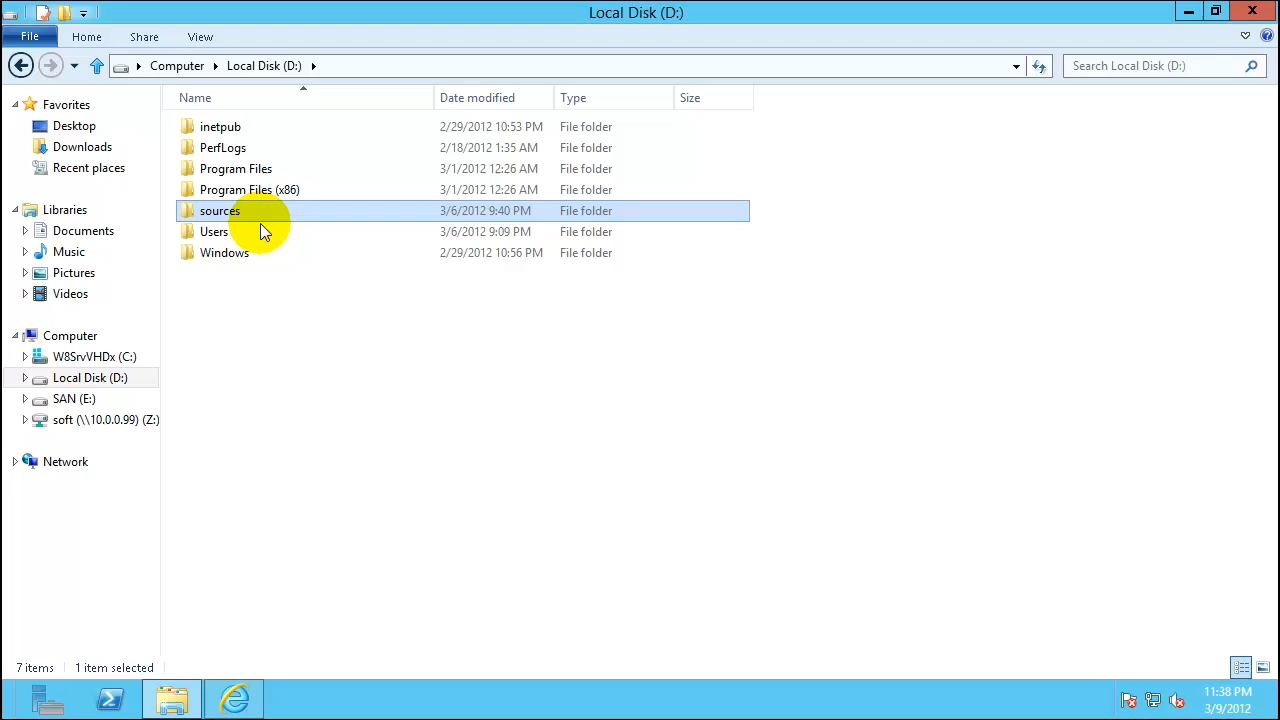 Local Disk (D:)
File Home Share View
Computer Local Disk (D:) Search Local Disk (D:)
Name Date modified Type Size
Favorites
Desktop
Downloads
Recent places
Libraries
Documents
Music
Pictures
Videos
Computer
W8SrvVHDx (C:)
Local Disk (D:)
SAN (E:)
soft (\\10.0.0.99) (Z:)
Network
inetpub 2/29/2012 10:53 PM File folder
PerfLogs 2/18/2012 1:35 AM File folder
Program Files 3/1/2012 12:26 AM File folder
Program Files (x86) 3/1/2012 12:26 AM File folder
sources 3/6/2012 9:40 PM File folder
Users 3/6/2012 9:09 PM File folder
Windows 2/29/2012 10:56 PM File folder
7 items 1 item selected
11:38 PM
3/9/2012